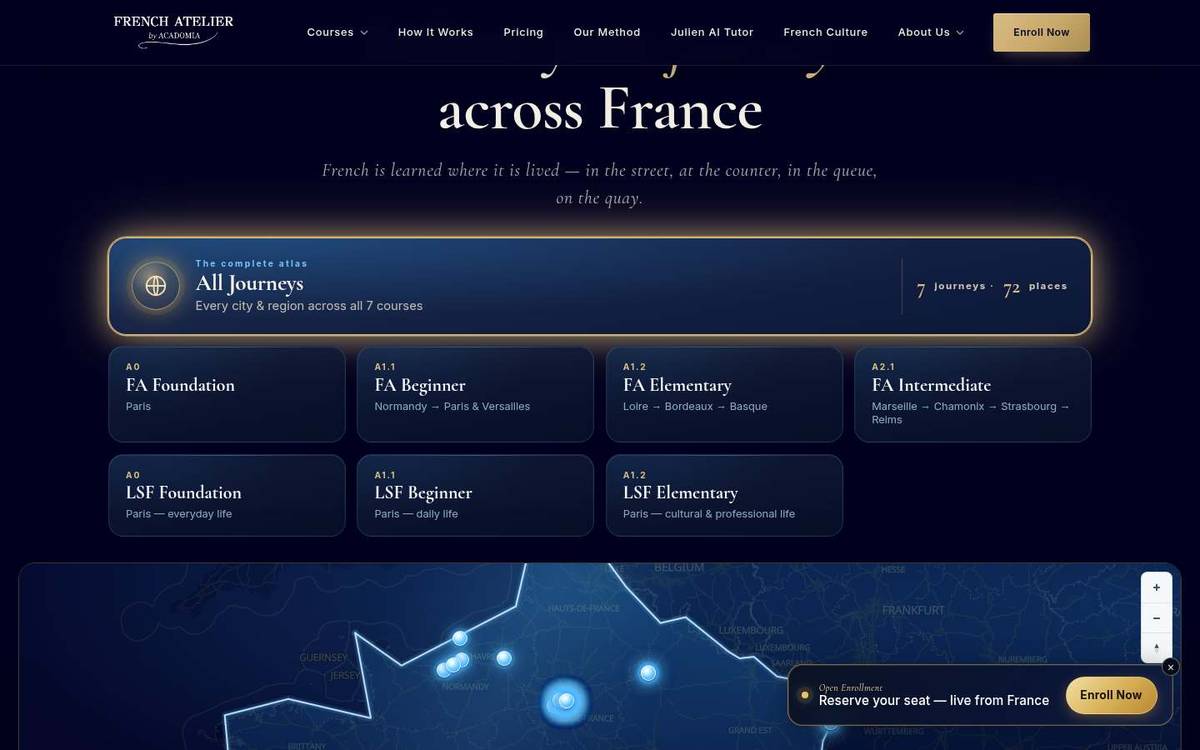 FRENCH ATELIER
by ACADOMIA
Courses
How It Works
Pricing
Our Method
Julien AI Tutor
French Culture
About Us
Enroll Now
across France
French is learned where it is lived — in the street, at the counter, in the queue,
on the quay.
The complete atlas
All Journeys
Every city & region across all 7 courses
7 journeys · 72 places
A0
FA Foundation
Paris
A1.1
FA Beginner
Normandy → Paris & Versailles
A1.2
FA Elementary
Loire → Bordeaux → Basque
A2.1
FA Intermediate
Marseille → Chamonix → Strasbourg →
Reims
A0
LSF Foundation
Paris — everyday life
A1.1
LSF Beginner
Paris — daily life
A1.2
LSF Elementary
Paris — cultural & professional life
BELGIUM
HESSE
HAUTS-DE-FRANCE
FRANKFURT
LUXEMBOURG
LUXEMBOURG
GUERNSEY
JERSEY
NORMANDY
NUREMBERG
GRAND EST
BRITTANY
UPPER AUSTRIA
+
−
×
Open Enrollment
Reserve your seat — live from France
Enroll Now